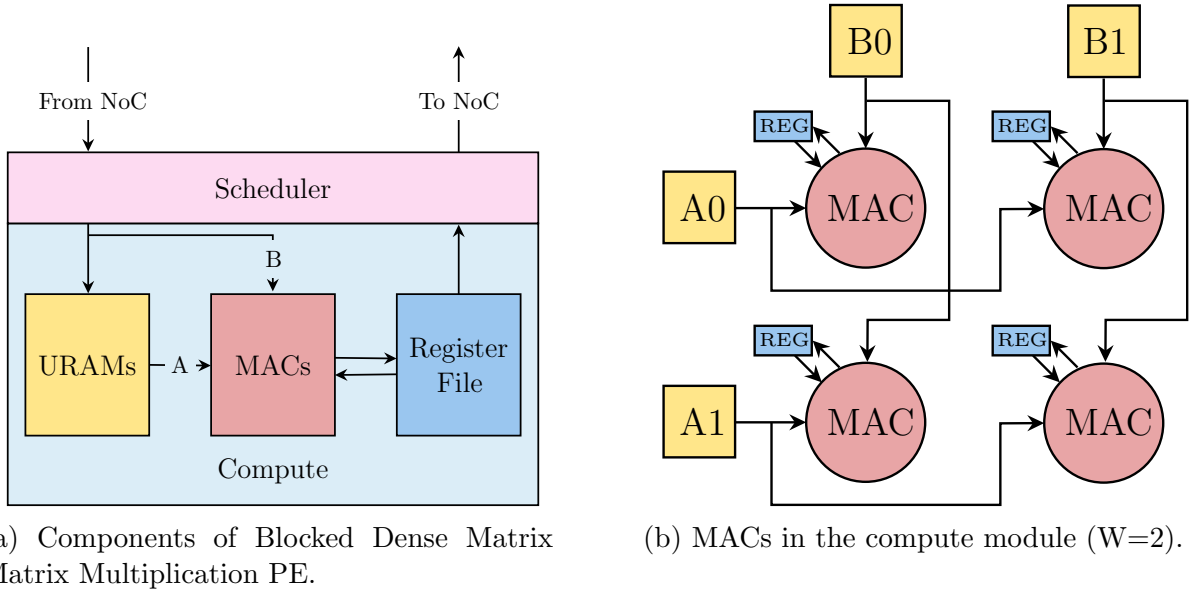 From NoC
To NoC
Scheduler
B
URAMs
A
MACs
Register
File
Compute
a) Components of Blocked Dense Matrix
Matrix Multiplication PE.
B0
B1
REG
REG
A0
MAC
MAC
REG
REG
A1
MAC
MAC
(b) MACs in the compute module (W=2).